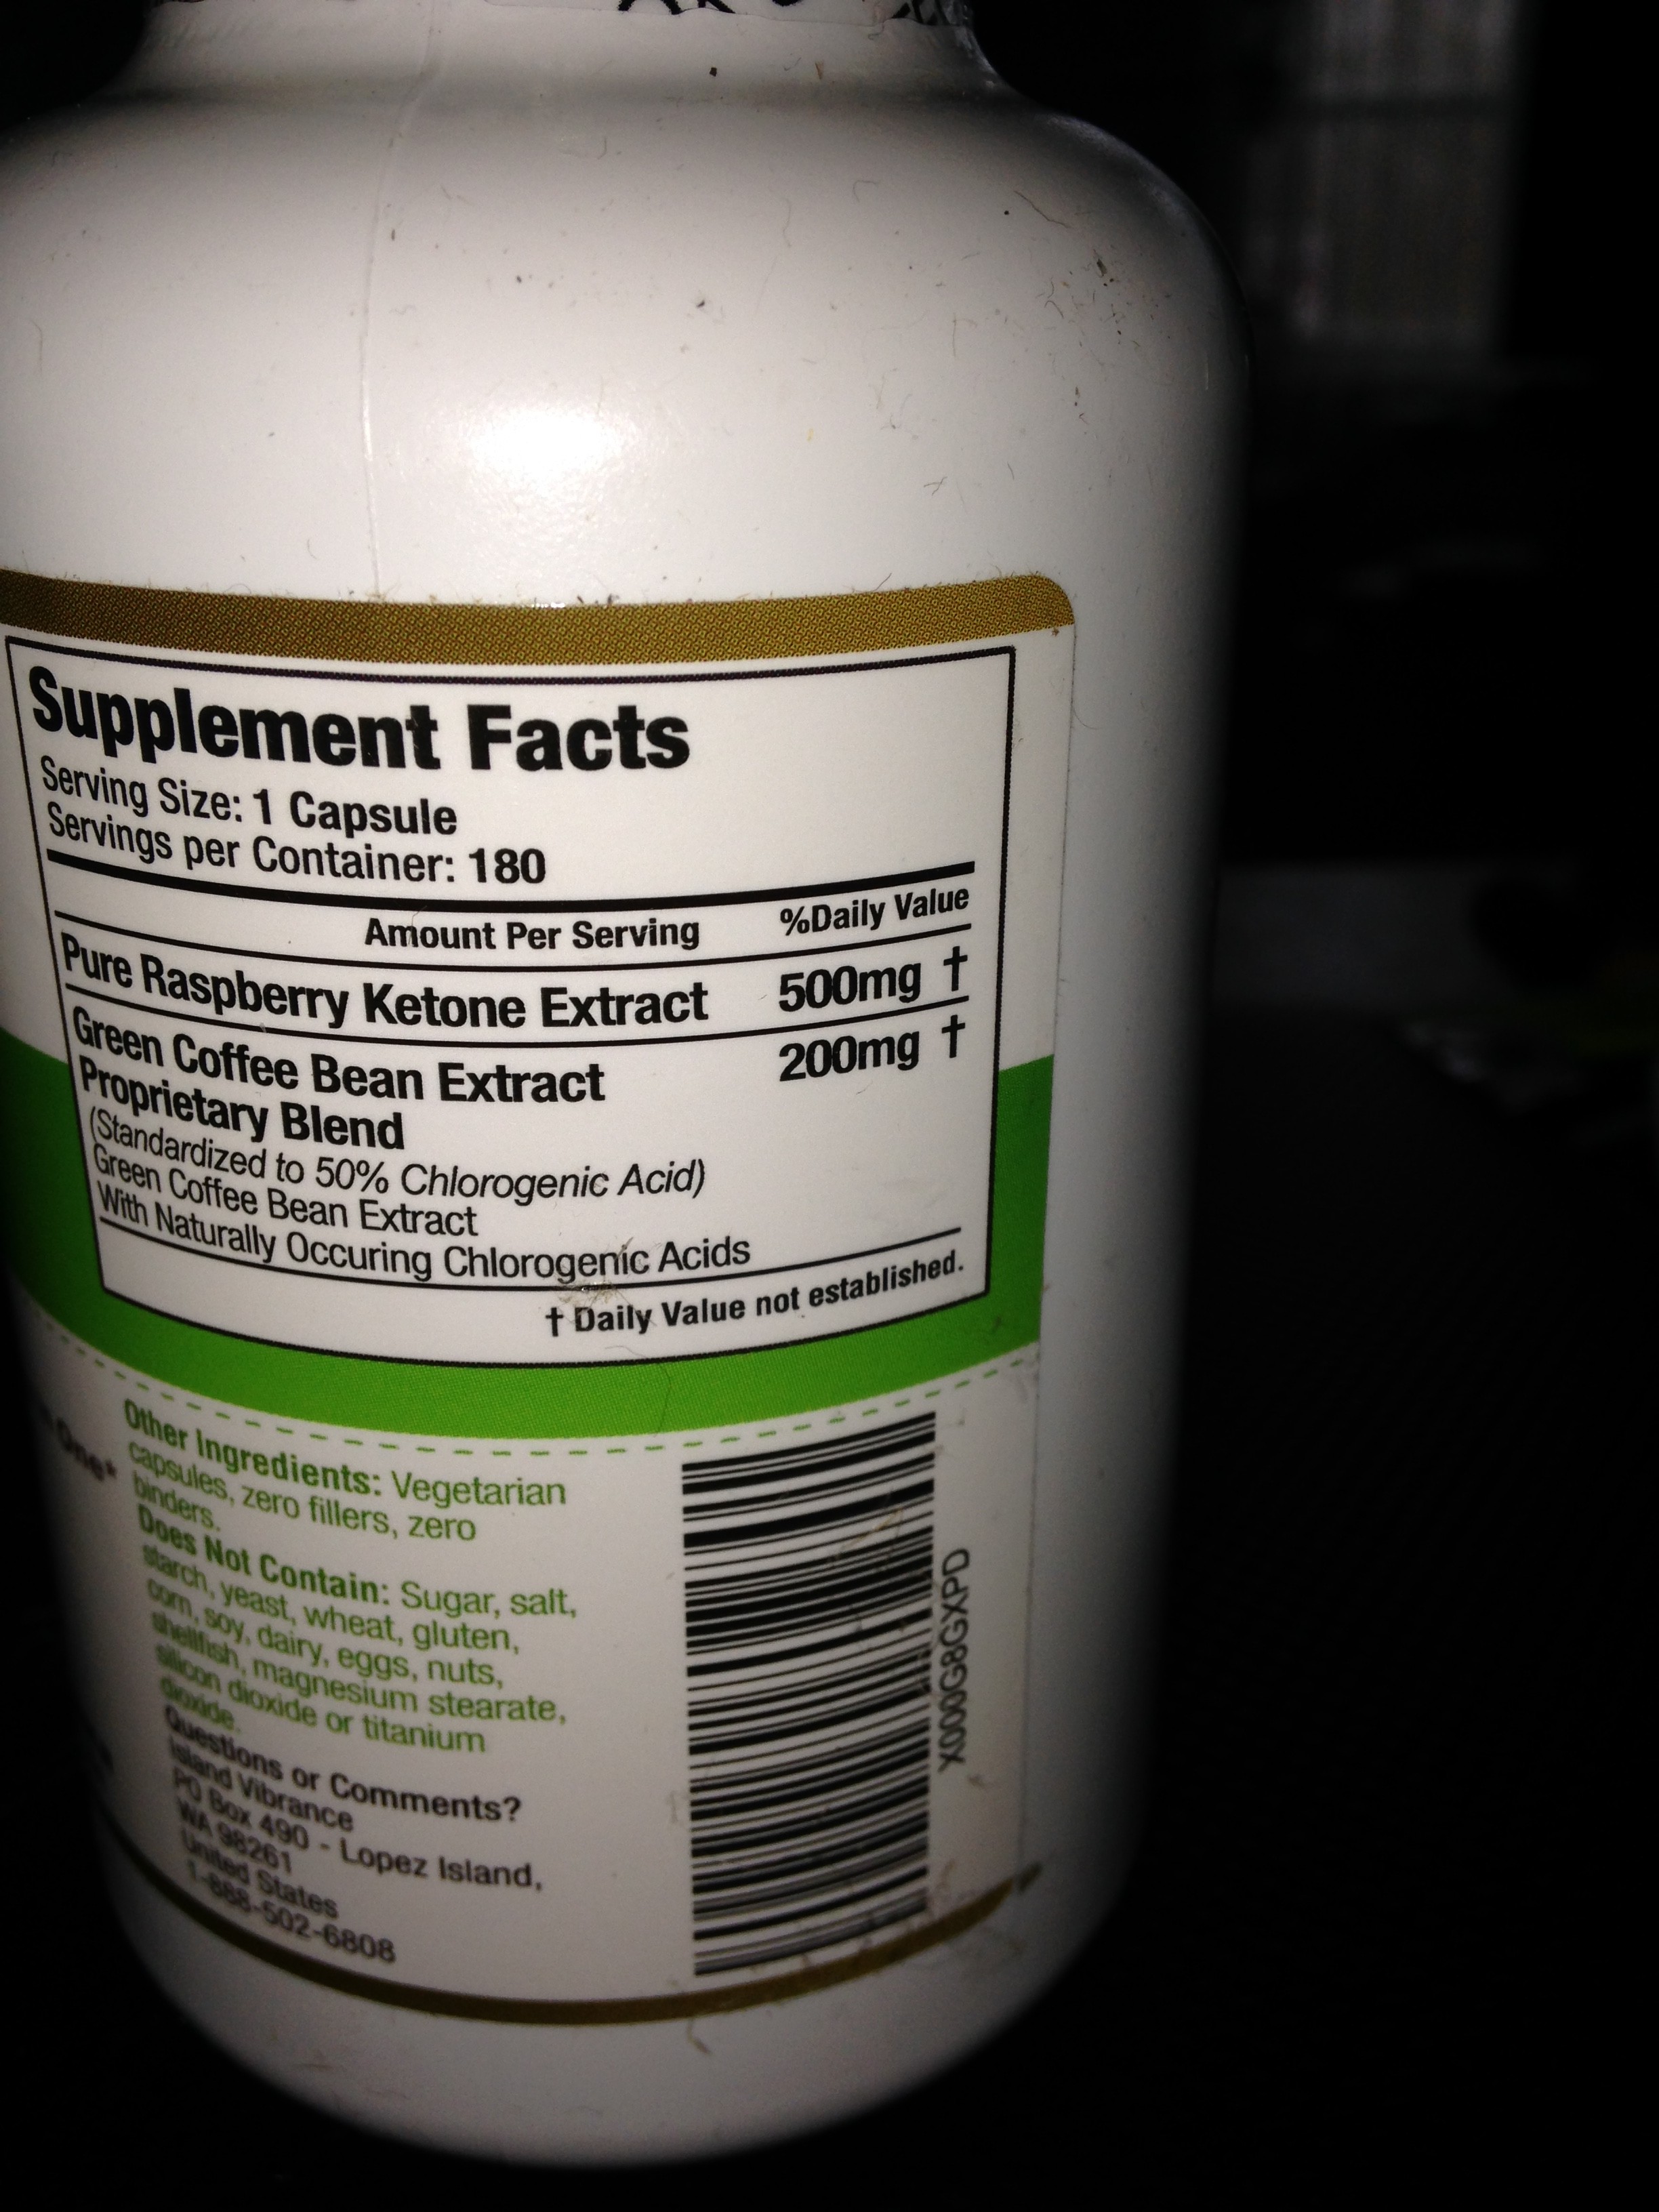 Supplement Facts
Serving Size: 1 Capsule
Servings per Container: 180
Amount Per Serving %Daily Value
Pure Raspberry Ketone Extract 500mg †
Green Coffee Bean Extract 200mg †
Proprietary Blend
(Standardized to 50% Chlorogenic Acid)
Green Coffee Bean Extract
With Naturally Occuring Chlorogenic Acids
† Daily Value not established.
One*
Other Ingredients: Vegetarian
capsules, zero fillers, zero
binders.
Does Not Contain: Sugar, salt,
starch, yeast, wheat, gluten,
corn, soy, dairy, eggs, nuts,
shellfish, magnesium stearate,
silicon dioxide or titanium
dioxide.
Questions or Comments?
Island Vibrance
PO Box 490 - Lopez Island,
WA 98261
United States
1-888-502-6808
X000G8GXPD